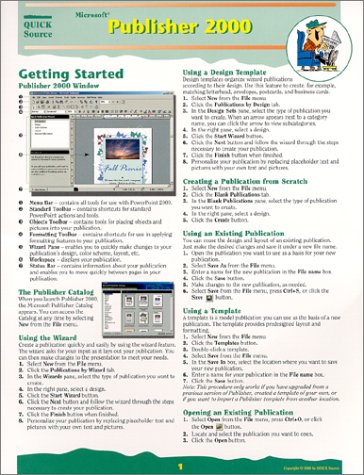 QUICK
Source
Microsoft®
Publisher 2000
Getting Started
Publisher 2000 Window
Menu Bar – contains all tools for use with PowerPoint 2000.
Standard Toolbar – contains shortcuts for standard
PowerPoint actions and tools.
Objects Toolbar – contains tools for placing objects and
pictures into your publication.
Formatting Toolbar – contains shortcuts for use in applying
formatting features to your publication.
Wizard Pane – enables you to quickly make changes to your
publication's design, color scheme, layout, etc.
Workspace – displays your publication.
Status Bar – contains information about your publication
and enables you to move quickly between pages in your
publication.
The Publisher Catalog
When you launch Publisher 2000,
the Microsoft Publisher Catalog
appears. You can access the
Catalog at any time by selecting
New from the File menu.
Using the Wizard
Create a publication quickly and easily by using the wizard feature.
The wizard asks for your input as it lays out your publication. You
can then make changes to the presentation to meet your needs.
1. Select New from the File menu.
2. Click the Publications by Wizard tab.
3. In the Wizards pane, select the type of publication you want to
create.
4. In the right pane, select a design.
5. Click the Start Wizard button.
6. Click the Next button and follow the wizard through the steps
necessary to create your publication.
7. Click the Finish button when finished.
8. Personalize your publication by replacing placeholder text and
pictures with your own text and pictures.
Using a Design Template
Design templates organize wizard publications
according to their design. Use this feature to create, for example,
matching letterhead, envelopes, postcards, and business cards.
1. Select New from the File menu.
2. Click the Publications by Design tab.
3. In the Design Sets pane, select the type of publication you
want to create. When an arrow appears next to a category
name, you can click the arrow to view subcategories.
4. In the right pane, select a design.
5. Click the Start Wizard button.
6. Click the Next button and follow the wizard through the steps
necessary to create your publication.
7. Click the Finish button when finished.
8. Personalize your publication by replacing placeholder text and
pictures with your own text and pictures.
Creating a Publication from Scratch
1. Select New from the File menu.
2. Click the Blank Publications tab.
3. In the Blank Publications pane, select the type of publication
you want to create.
4. In the right pane, select a design.
5. Click the Create button.
Using an Existing Publication
You can reuse the design and layout of an existing publication.
Just make the desired changes and save it under a new file name.
1. Open the publication you want to use as a basis for your new
publication.
2. Select Save As from the File menu.
3. Enter a name for the new publication in the File name box.
4. Click the Save button.
5. Make changes to the new publication, as needed.
6. Select Save from the File menu, press Ctrl+S, or click the
Save button.
Using a Template
A template is a model publication you can use as the basis of a new
publication. The template provides predesigned layout and
formatting.
1. Select New from the File menu.
2. Click the Templates button.
3. Double-click a template.
4. Select Save from the File menu.
5. In the Save In box, select the location where you want to save
your new publication.
6. Enter a name for your publication in the File name box.
7. Click the Save button.
Note: This procedure only works if you have upgraded from a
previous version of Publisher, created a template of your own, or
if you want to import a Publisher template from another location.
Opening an Existing Publication
1. Select Open from the File menu, press Ctrl+O, or click
the Open button.
2. Locate and select the publication you want to open.
3. Click the Open button.
1